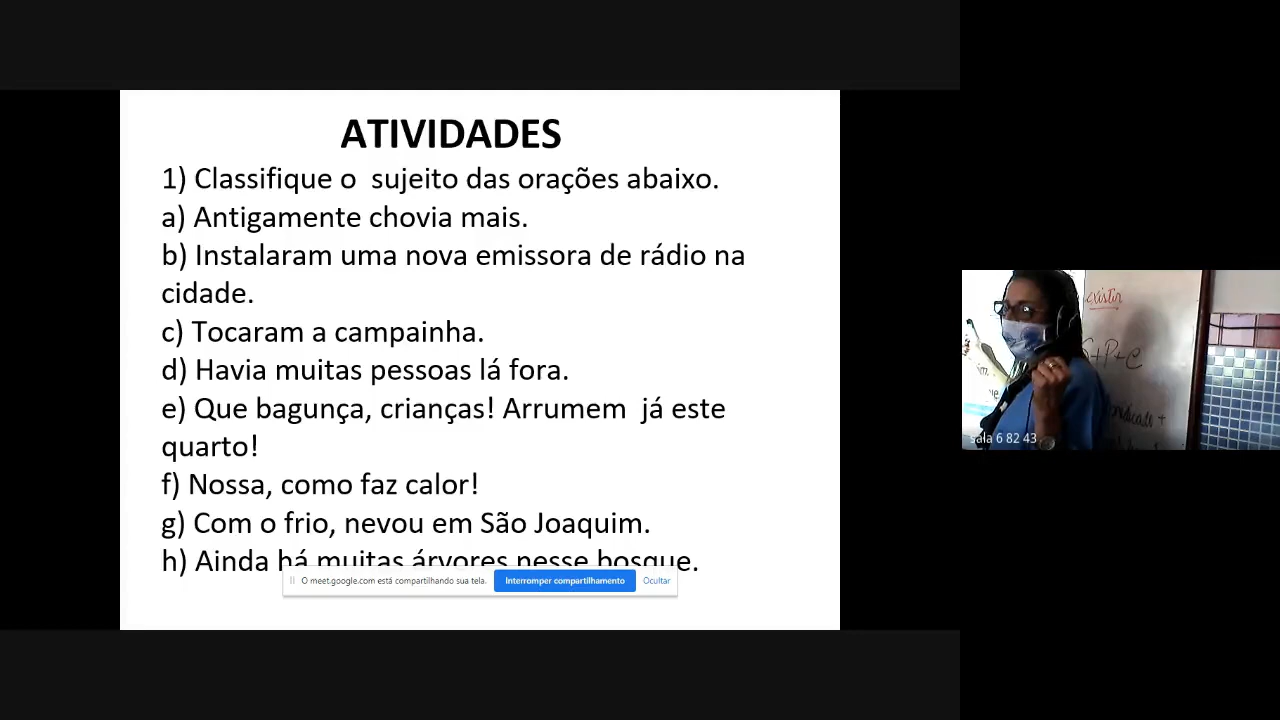 ATIVIDADES
1) Classifique o  sujeito das orações abaixo.
a) Antigamente chovia mais.
b) Instalaram uma nova emissora de rádio na
cidade.
c) Tocaram a campainha.
d) Havia muitas pessoas lá fora.
e) Que bagunça, crianças! Arrumem  já este
quarto!
f) Nossa, como faz calor!
g) Com o frio, nevou em São Joaquim.
h) Ainda há muitas árvores nesse bosque.
O meet.google.com está compartilhando sua tela.
Interromper compartilhamento
Ocultar
existir
S+P+C
sala 6 82 43